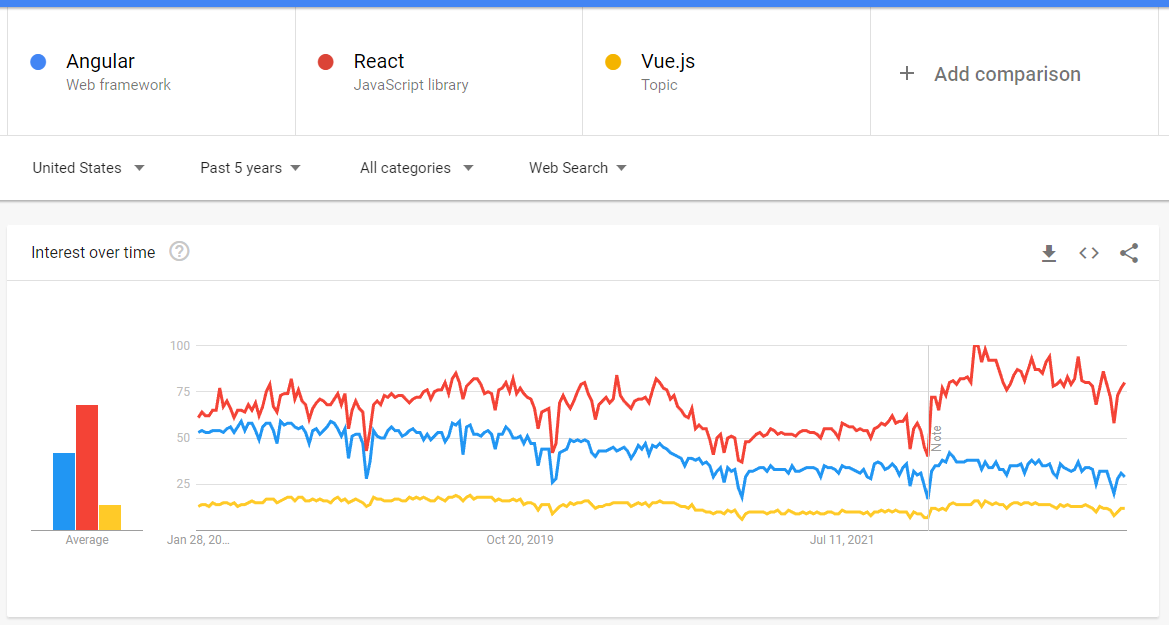 Angular
Web framework
React
JavaScript library
Vue.js
Topic
+ Add comparison
United States
Past 5 years
All categories
Web Search
Interest over time ?
100
75
50
25
Note
Average
Jan 28, 20...
Oct 20, 2019
Jul 11, 2021